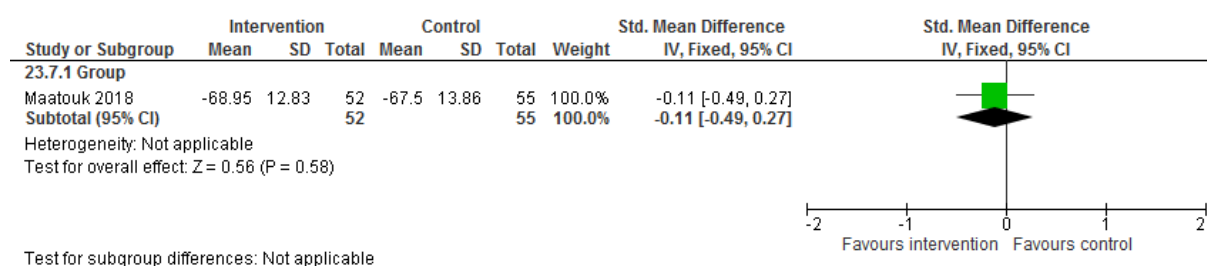 Intervention Control Std. Mean Difference Std. Mean Difference
Study or Subgroup Mean SD Total Mean SD Total Weight IV, Fixed, 95% CI IV, Fixed, 95% CI
23.7.1 Group
Maatouk 2018 -68.95 12.83 52 -67.5 13.86 55 100.0% -0.11 [-0.49, 0.27]
Subtotal (95% CI) 52 55 100.0% -0.11 [-0.49, 0.27]
Heterogeneity: Not applicable
Test for overall effect: Z = 0.56 (P = 0.58)
-2 -1 0 1 2
Favours intervention Favours control
Test for subgroup differences: Not applicable